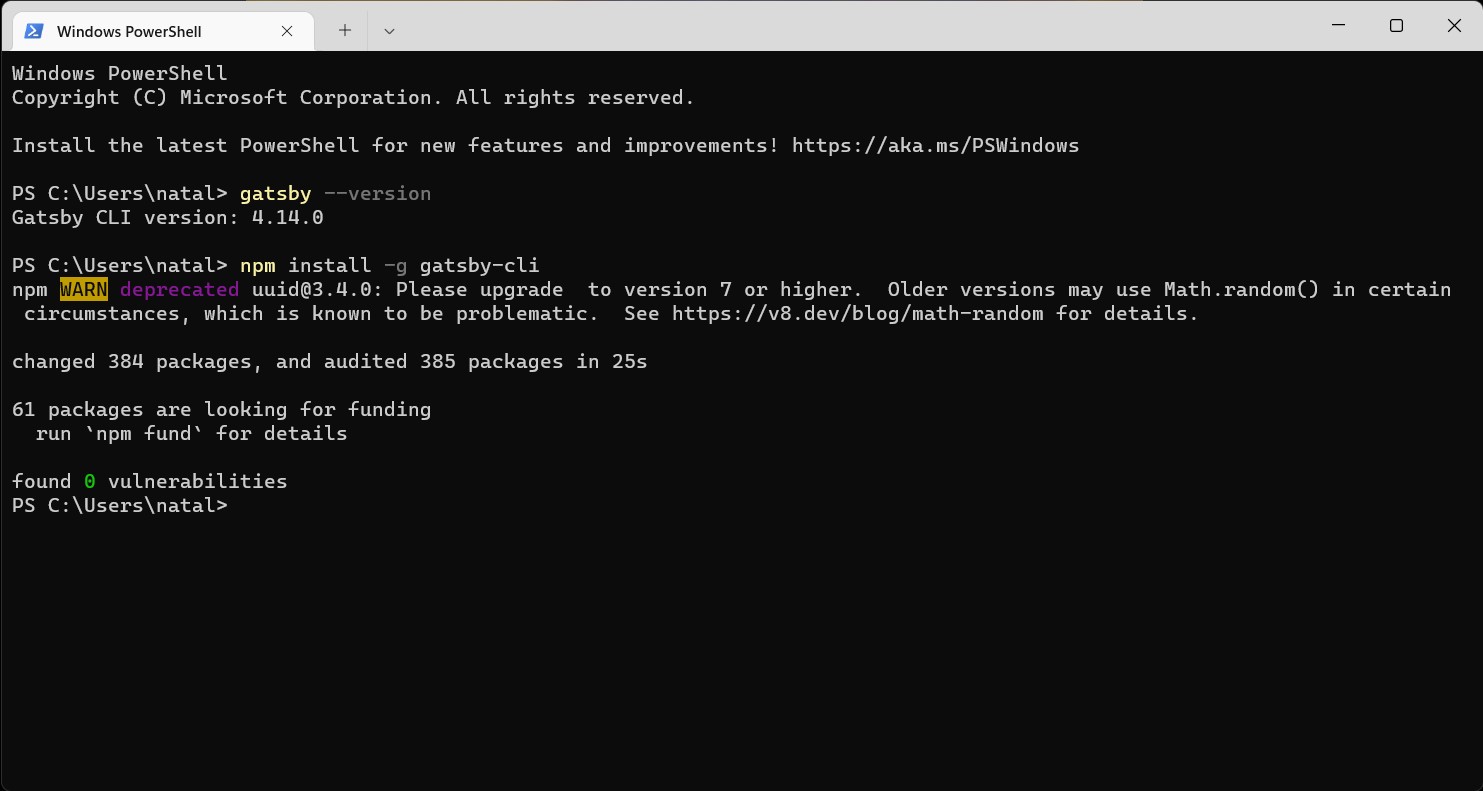 Windows PowerShell
Windows PowerShell
Copyright (C) Microsoft Corporation. All rights reserved.
Install the latest PowerShell for new features and improvements! https://aka.ms/PSWindows
PS C:\Users\natal> gatsby --version
Gatsby CLI version: 4.14.0
PS C:\Users\natal> npm install -g gatsby-cli
npm WARN deprecated uuid@3.4.0: Please upgrade  to version 7 or higher.  Older versions may use Math.random() in certain
 circumstances, which is known to be problematic.  See https://v8.dev/blog/math-random for details.
changed 384 packages, and audited 385 packages in 25s
61 packages are looking for funding
  run `npm fund` for details
found 0 vulnerabilities
PS C:\Users\natal>